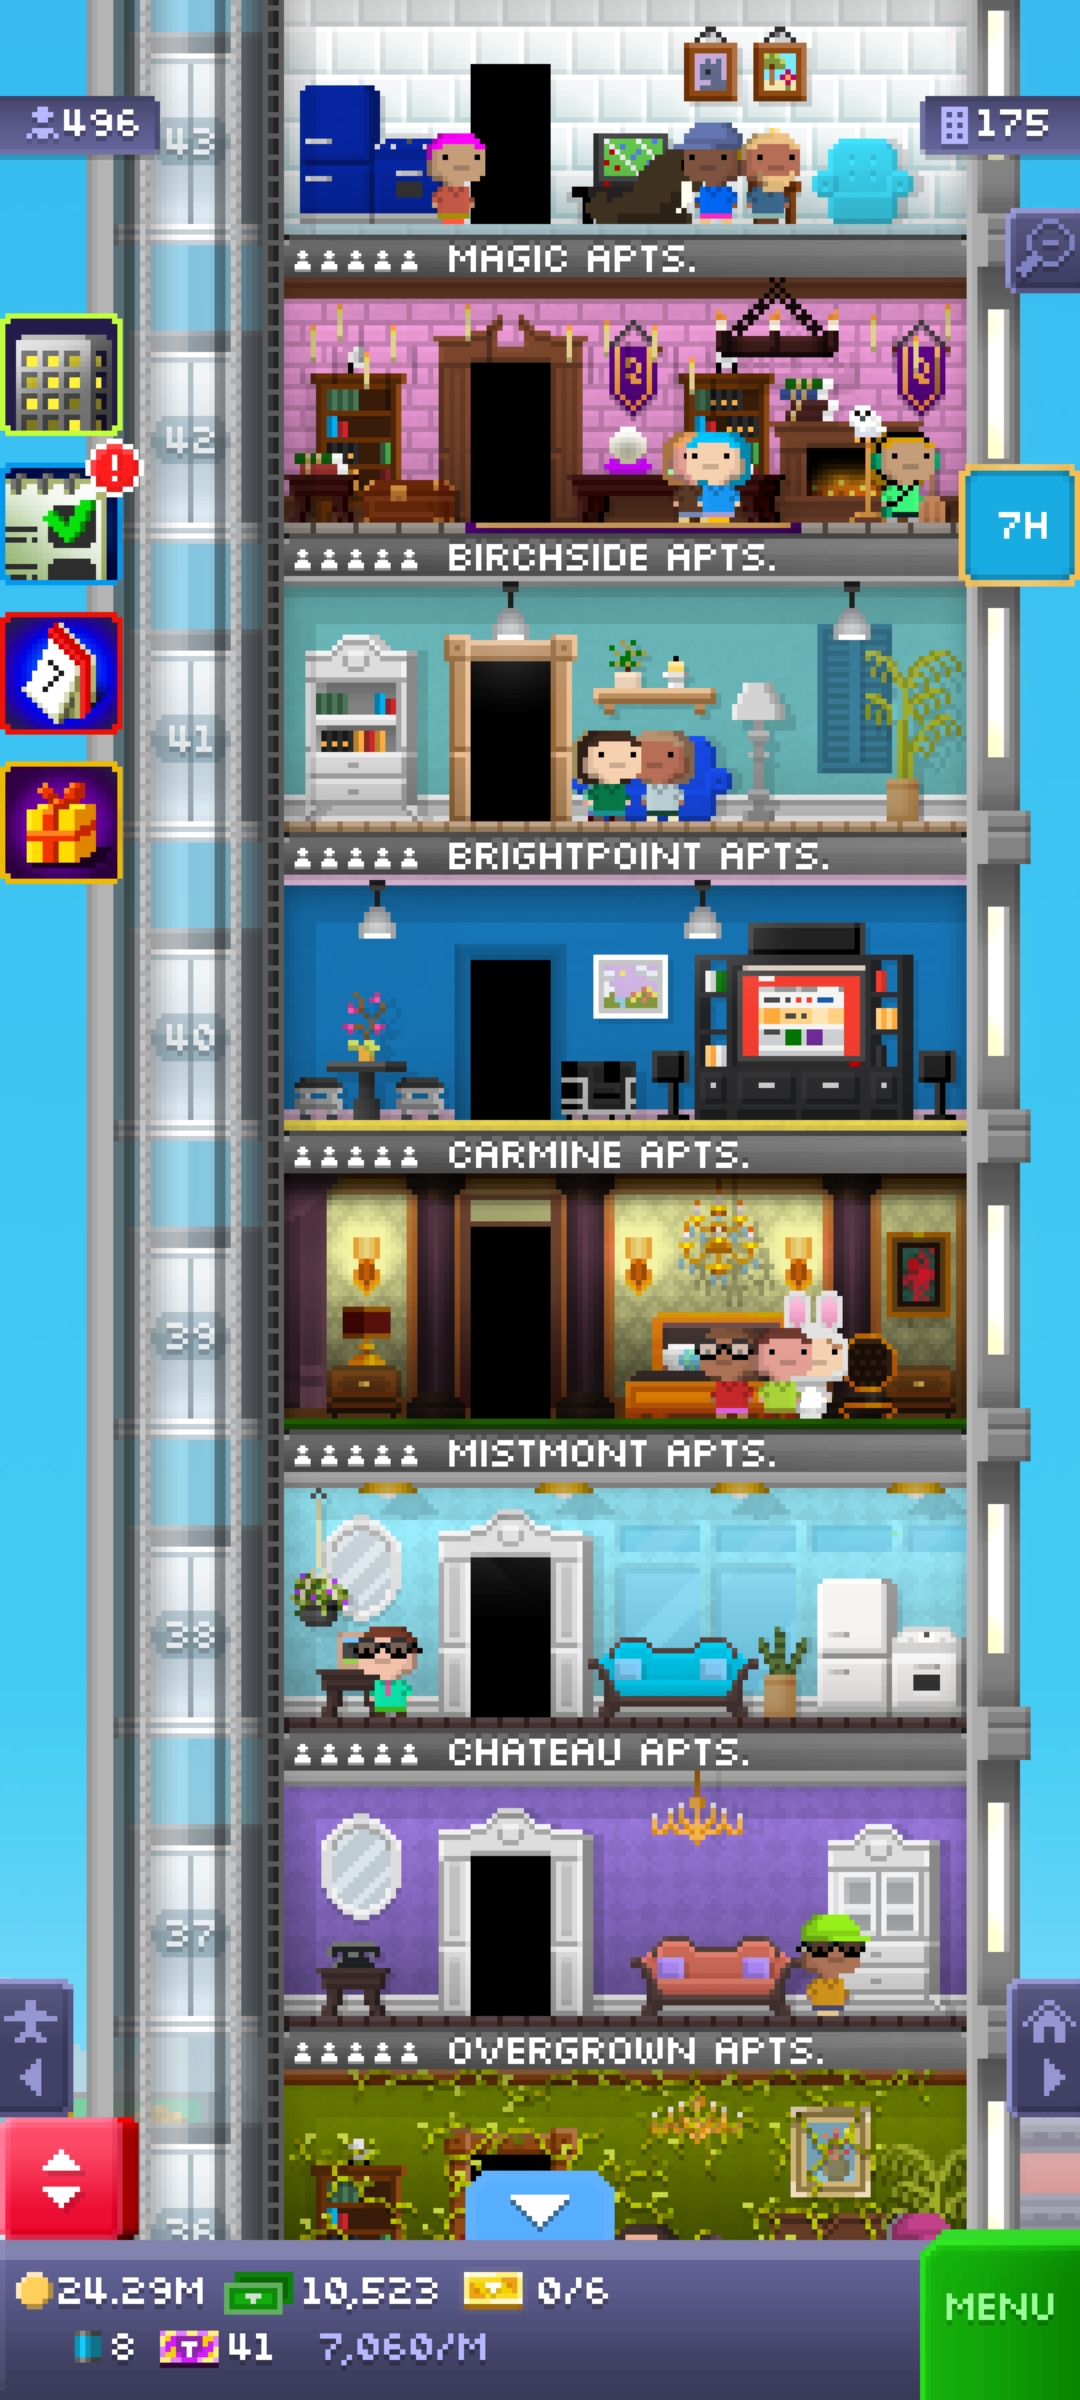 496
175
43
MAGIC APTS.
42
7H
BIRCHSIDE APTS.
41
BRIGHTPOINT APTS.
40
CARMINE APTS.
39
MISTMONT APTS.
38
CHATEAU APTS.
37
OVERGROWN APTS.
36
24.29M 10,523 0/6
8 T 41 7,060/M
MENU